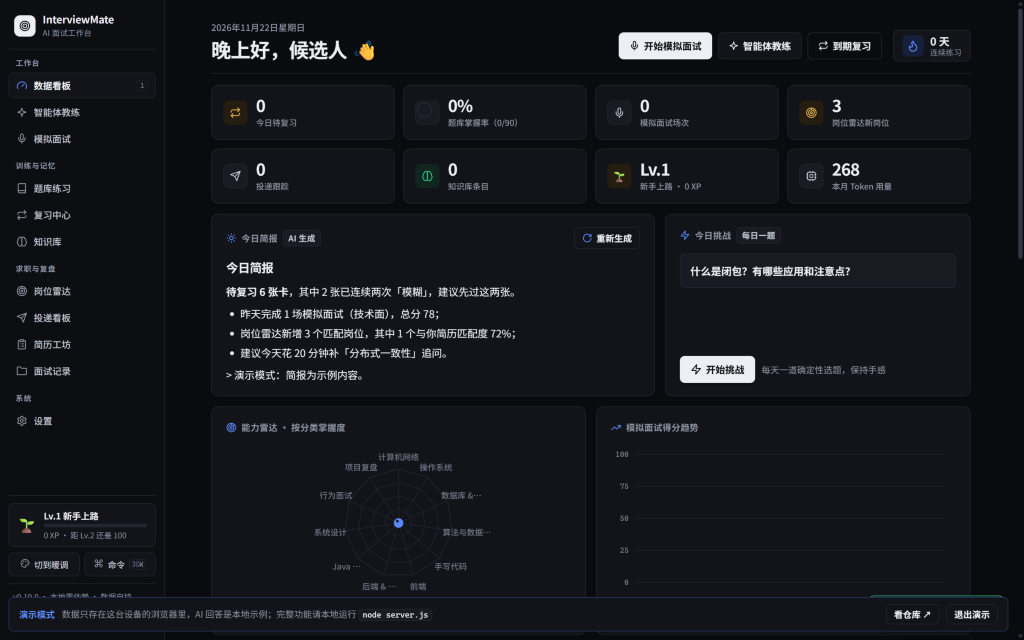 InterviewMate
AI 面试工作台
工作台
数据看板 1
智能体教练
模拟面试
训练与记忆
题库练习
复习中心
知识库
求职与复盘
岗位雷达
投递看板
简历工坊
面试记录
系统
设置
Lv.1 新手上路
0 XP · 距 Lv.2 还差 100
切到暖调
命令 ⌘K
2026年11月22日星期日
晚上好，候选人 👋
开始模拟面试
智能体教练
到期复习
0 天
连续练习
0
今日待复习
0%
题库掌握率（0/90）
0
模拟面试场次
3
岗位雷达新岗位
0
投递跟踪
0
知识库条目
Lv.1
新手上路 · 0 XP
268
本月 Token 用量
今日简报 AI 生成
重新生成
今日简报
待复习 6 张卡，其中 2 张已连续两次「模糊」，建议先过这两张。
• 昨天完成 1 场模拟面试（技术面），总分 78；
• 岗位雷达新增 3 个匹配岗位，其中 1 个与你简历匹配度 72%；
• 建议今天花 20 分钟补「分布式一致性」追问。
> 演示模式：简报为示例内容。
今日挑战 每日一题
什么是闭包？有哪些应用和注意点？
开始挑战
每天一道确定性选题，保持手感
能力雷达 · 按分类掌握度
计算机网络
项目复盘
操作系统
行为面试
数据库 &…
系统设计
算法与数据…
Java …
手写代码
后端 & …
前端
模拟面试得分趋势
100
75
50
25
0
演示模式 数据只存在这台设备的浏览器里，AI 回答是本地示例；完整功能请本地运行 node server.js
看仓库 ↗
退出演示